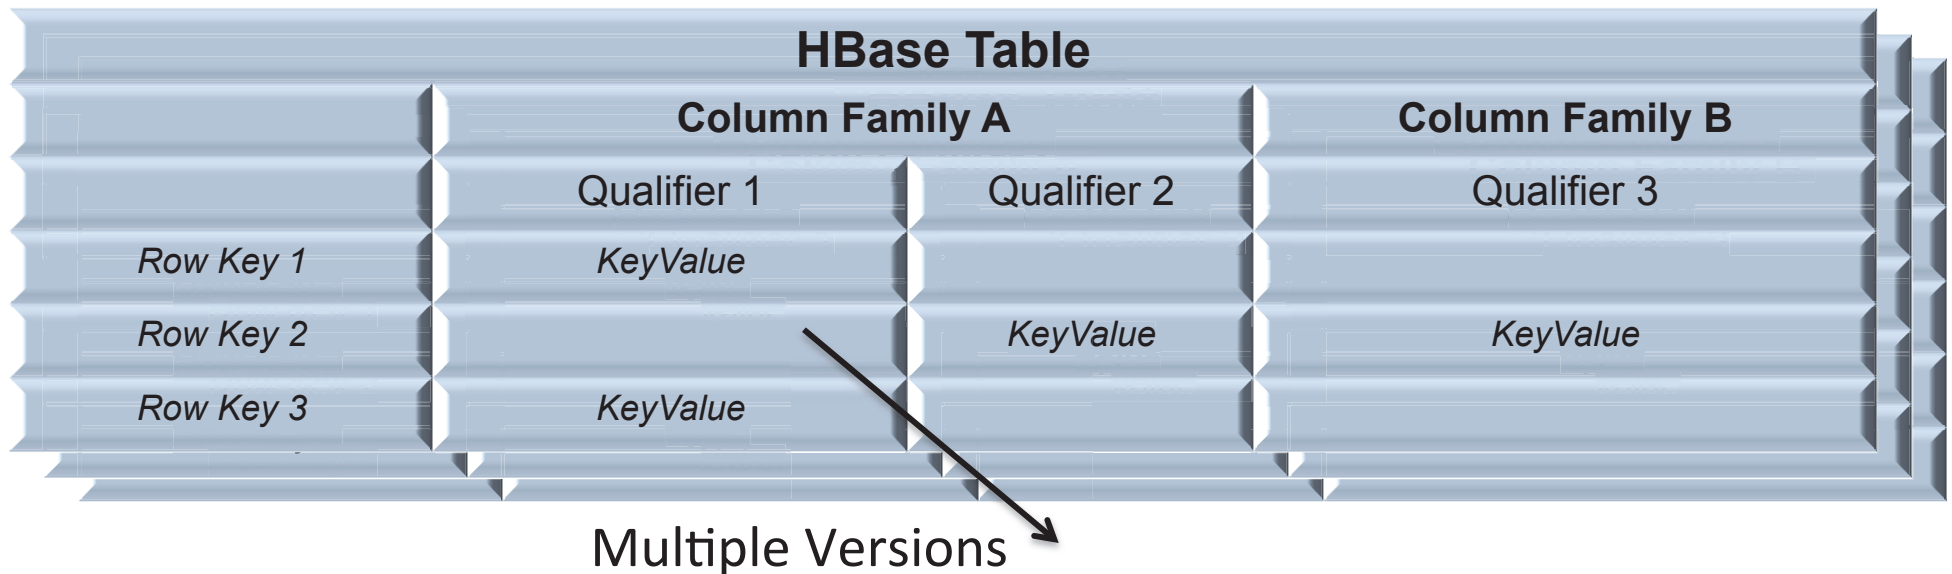 HBase Table
Column Family A Column Family B
Qualifier 1 Qualifier 2 Qualifier 3
Row Key 1 KeyValue
Row Key 2 KeyValue KeyValue
Row Key 3 KeyValue
Multiple Versions